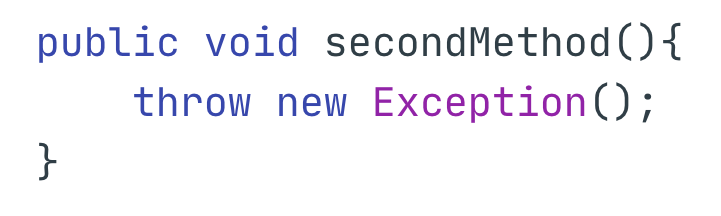 public void secondMethod(){
    throw new Exception();
}